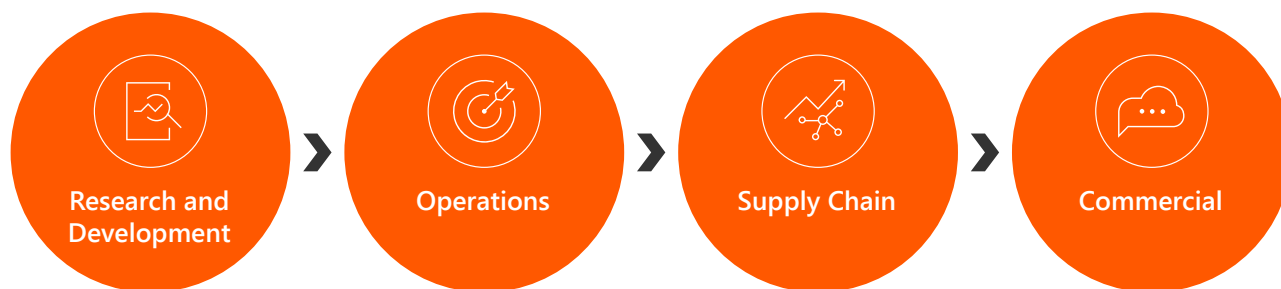 Research and
Development
Operations
Supply Chain
Commercial